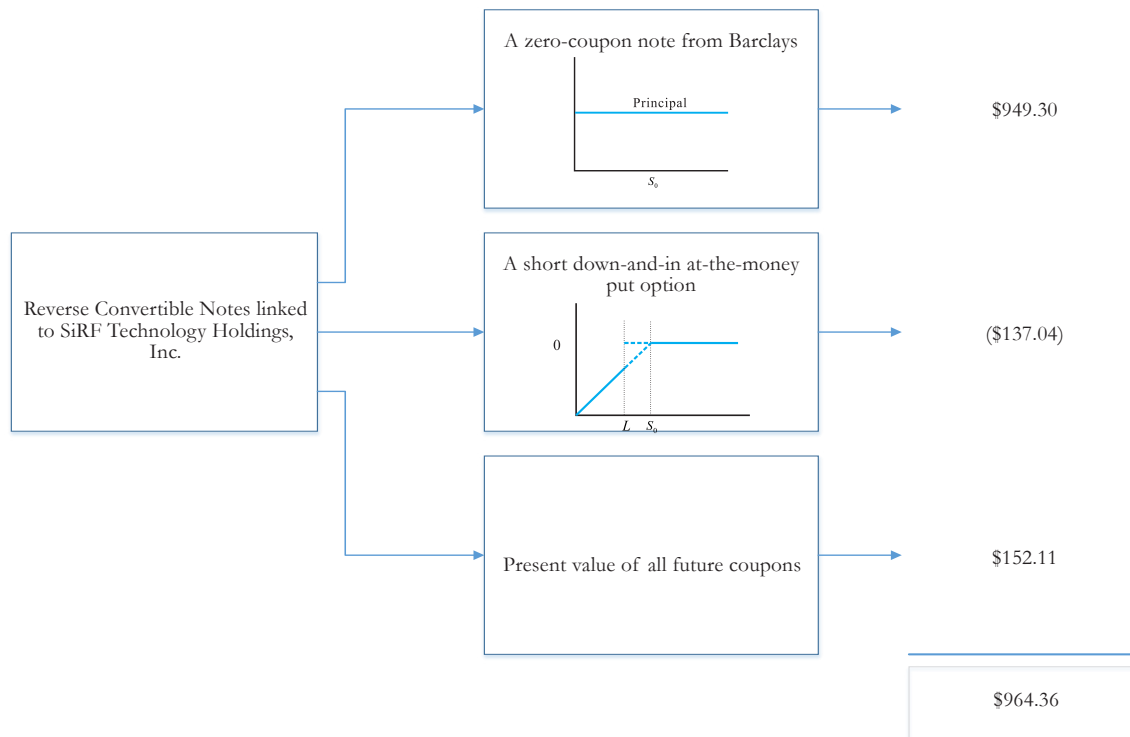 A zero-coupon note from Barclays
Principal
S₀
$949.30
Reverse Convertible Notes linked
to SiRF Technology Holdings,
Inc.
A short down-and-in at-the-money
put option
0
L S₀
($137.04)
Present value of all future coupons
$152.11
$964.36